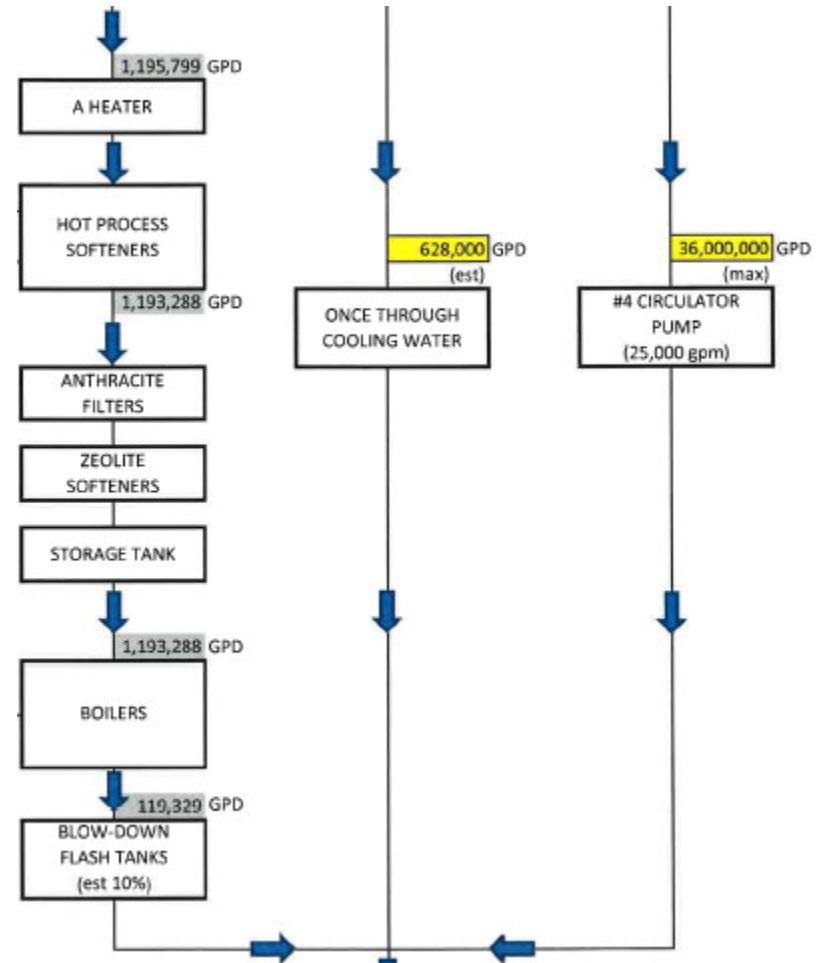 1,195,799 GPD
A HEATER
HOT PROCESS
SOFTENERS
1,193,288 GPD
ANTHRACITE
FILTERS
ZEOLITE
SOFTENERS
STORAGE TANK
1,193,288 GPD
BOILERS
119,329 GPD
BLOW-DOWN
FLASH TANKS
(est 10%)
628,000 GPD
(est)
ONCE THROUGH
COOLING WATER
36,000,000 GPD
(max)
#4 CIRCULATOR
PUMP
(25,000 gpm)